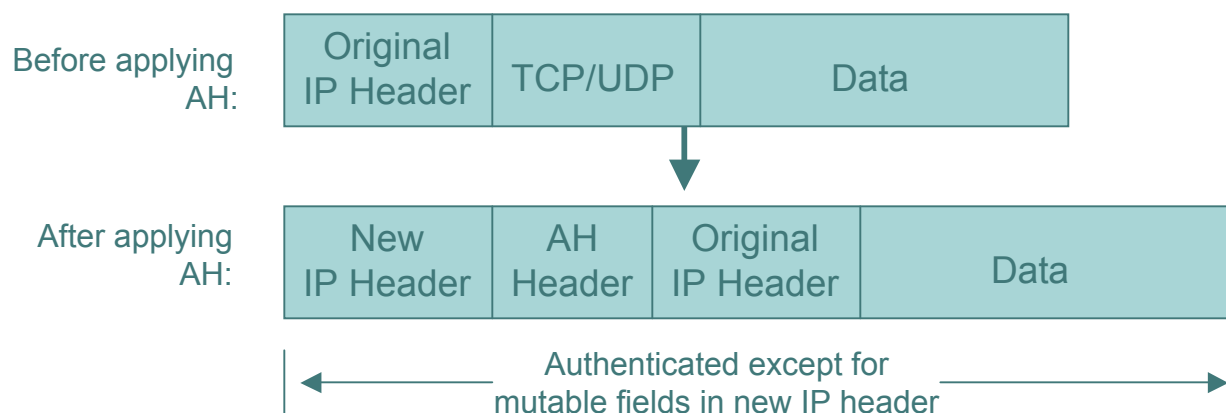 Before applying
AH:
Original
IP Header
TCP/UDP
Data
After applying
AH:
New
IP Header
AH
Header
Original
IP Header
Data
Authenticated except for
mutable fields in new IP header